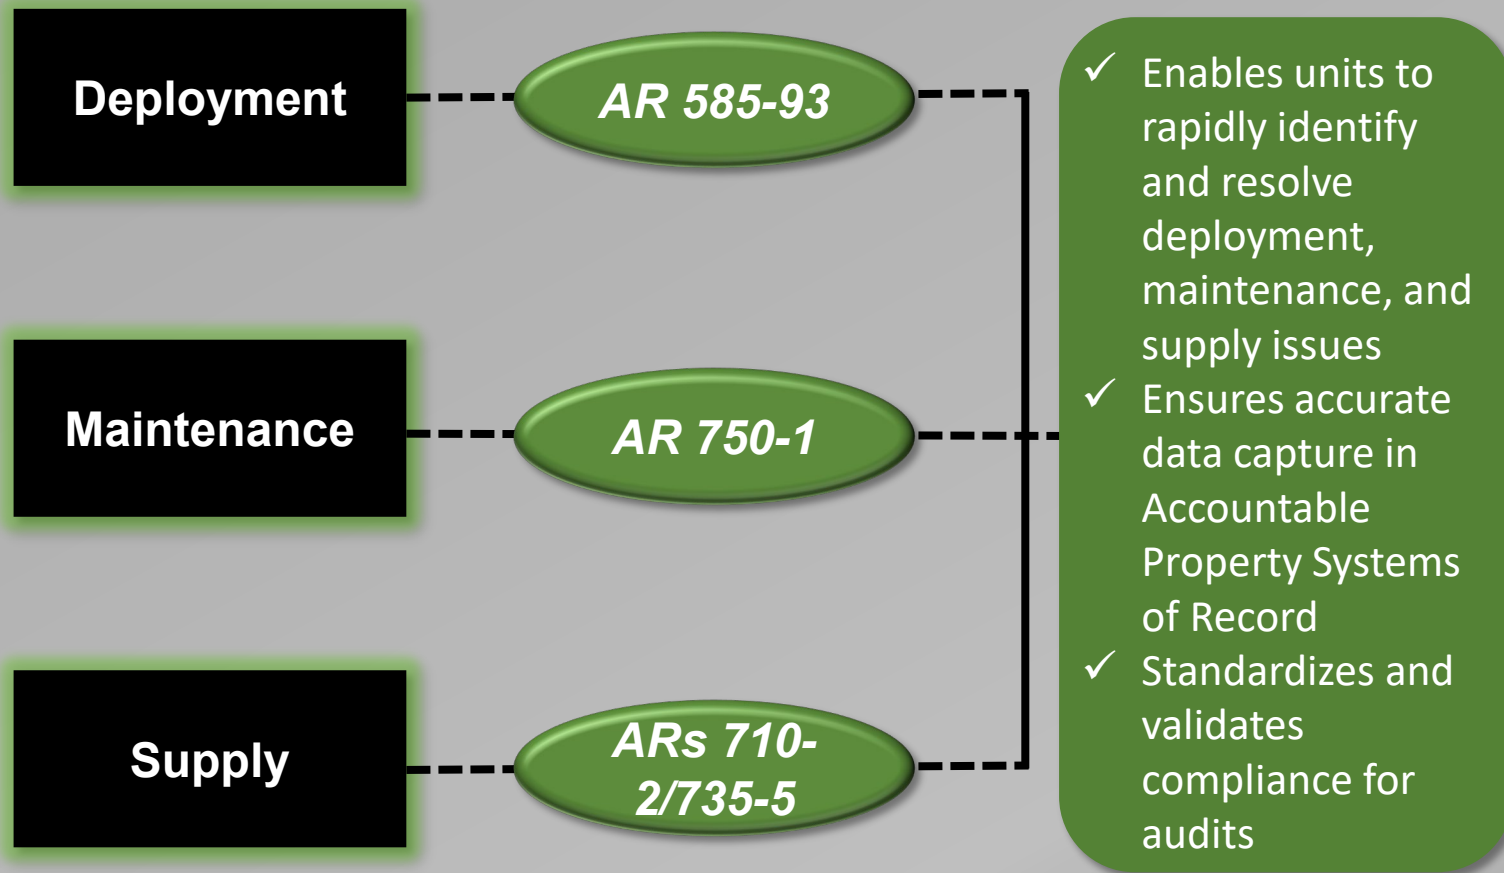 Deployment
AR 585-93
Maintenance
AR 750-1
Supply
ARs 710-
2/735-5
✓ Enables units to
rapidly identify
and resolve
deployment,
maintenance, and
supply issues
✓ Ensures accurate
data capture in
Accountable
Property Systems
of Record
✓ Standardizes and
validates
compliance for
audits